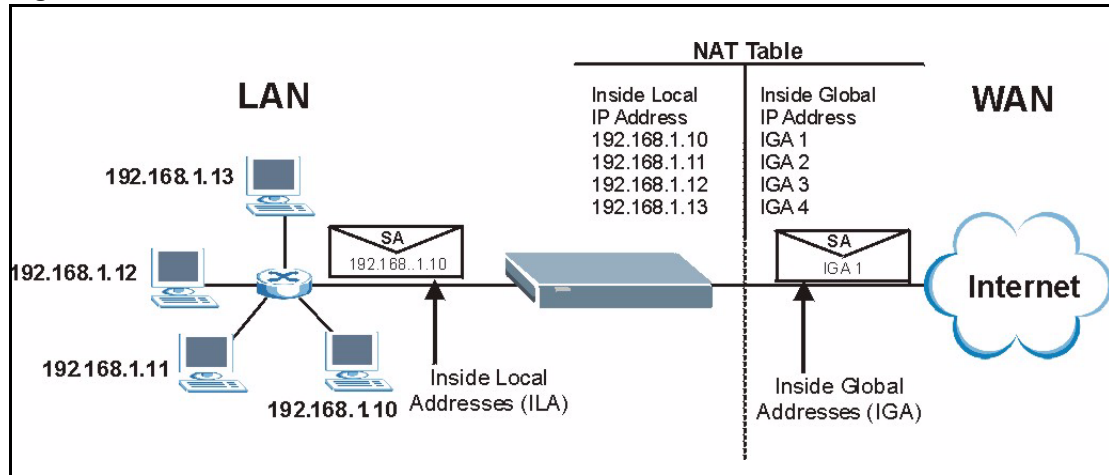 NAT Table
LAN
WAN
Inside Local
IP Address
192.168.1.10
192.168.1.11
192.168.1.12
192.168.1.13
Inside Global
IP Address
IGA 1
IGA 2
IGA 3
IGA 4
192.168.1.13
192.168.1.12
192.168.1.11
192.168.1.10
SA
192.168..1.10
SA
IGA 1
Internet
Inside Local
Addresses (ILA)
Inside Global
Addresses (IGA)